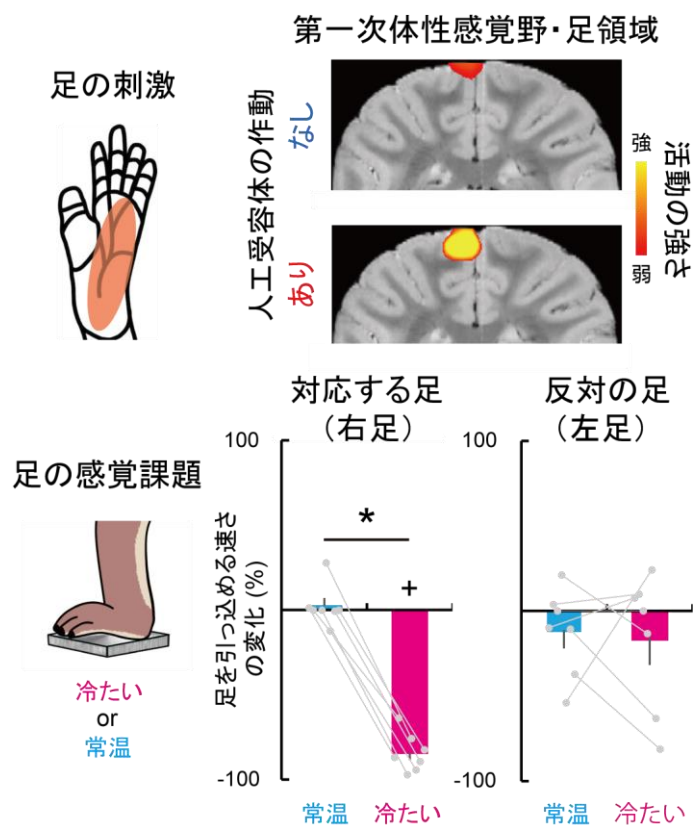 第一次体性感覚野・足領域
足の刺激
人工受容体の作動
なし
あり
強
弱
活動の強さ
足の感覚課題
冷たい
or
常温
対応する足
(右足)
足を引っ込める速さ
の変化 (%)
100
0
-100
*
+
常温
冷たい
反対の足
(左足)
100
0
-100
常温
冷たい